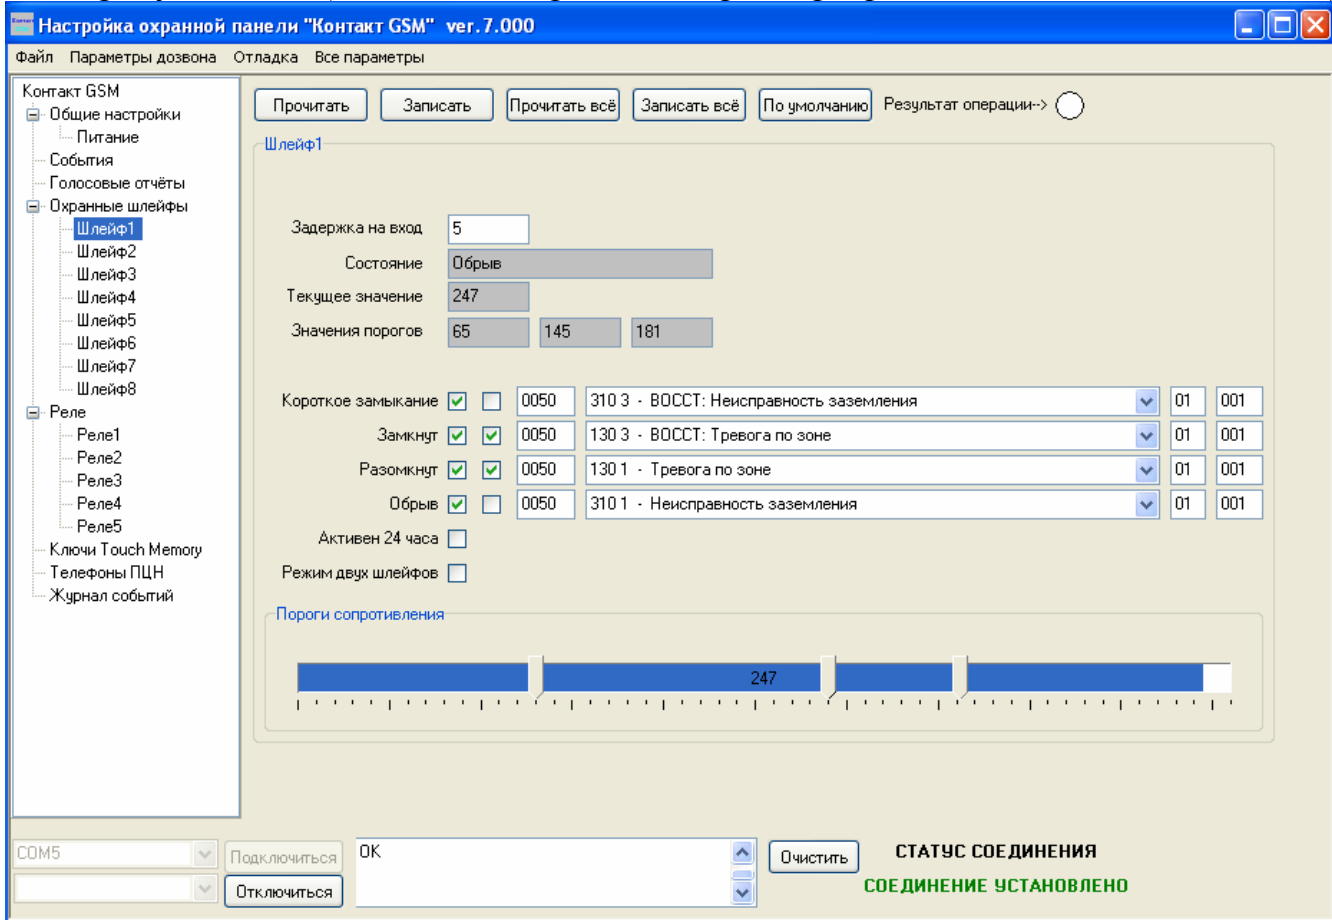 Настройка охранной панели "Контакт GSM" ver.7.000
Файл Параметры дозвона Отладка Все параметры
Контакт GSM
Общие настройки
Питание
События
Голосовые отчёты
Охранные шлейфы
Шлейф1
Шлейф2
Шлейф3
Шлейф4
Шлейф5
Шлейф6
Шлейф7
Шлейф8
Реле
Реле1
Реле2
Реле3
Реле4
Реле5
Ключи Touch Memory
Телефоны ПЦН
Журнал событий
Прочитать Записать Прочитать всё Записать всё По умолчанию Результат операции-->
Шлейф1
Задержка на вход 5
Состояние Обрыв
Текущее значение 247
Значения порогов 65 145 181
Короткое замыкание 0050 310 3 - ВОССТ: Неисправность заземления 01 001
Замкнут 0050 130 3 - ВОССТ: Тревога по зоне 01 001
Разомкнут 0050 130 1 - Тревога по зоне 01 001
Обрыв 0050 310 1 - Неисправность заземления 01 001
Активен 24 часа
Режим двух шлейфов
Пороги сопротивления
247
COM5 Подключиться OK Очистить СТАТУС СОЕДИНЕНИЯ
Отключиться СОЕДИНЕНИЕ УСТАНОВЛЕНО